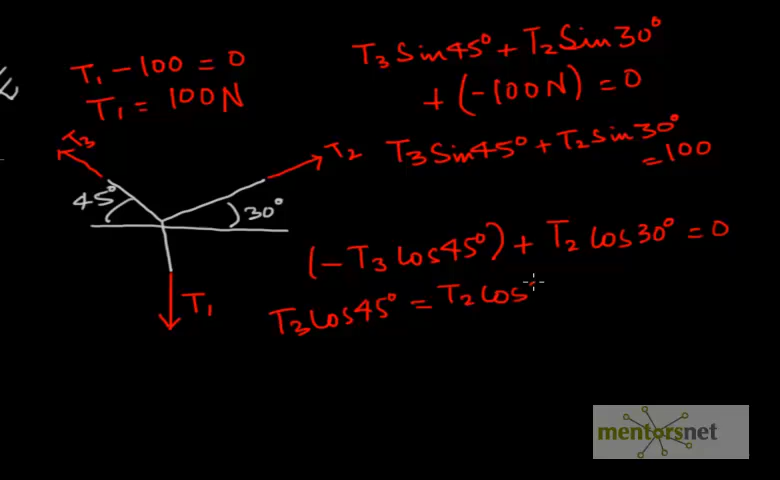 T₁ - 100 = 0
T₁ = 100N
T₃ Sin45° + T₂ Sin30°
+ (-100N) = 0
T₃ Sin45° + T₂ Sin30°
= 100
T₃
T₂
45°
30°
T₁
(- T₃ Cos45°) + T₂ Cos30° = 0
T₃ Cos45° = T₂ Cos
mentorsnet